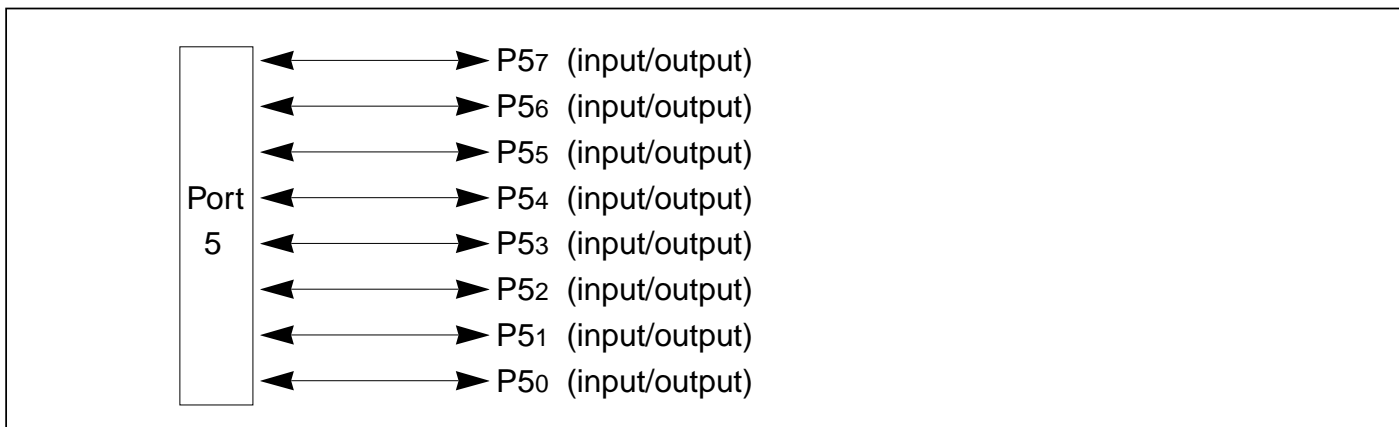 P57 (input/output)
P56 (input/output)
P55 (input/output)
Port
P54 (input/output)
5
P53 (input/output)
P52 (input/output)
P51 (input/output)
P50 (input/output)